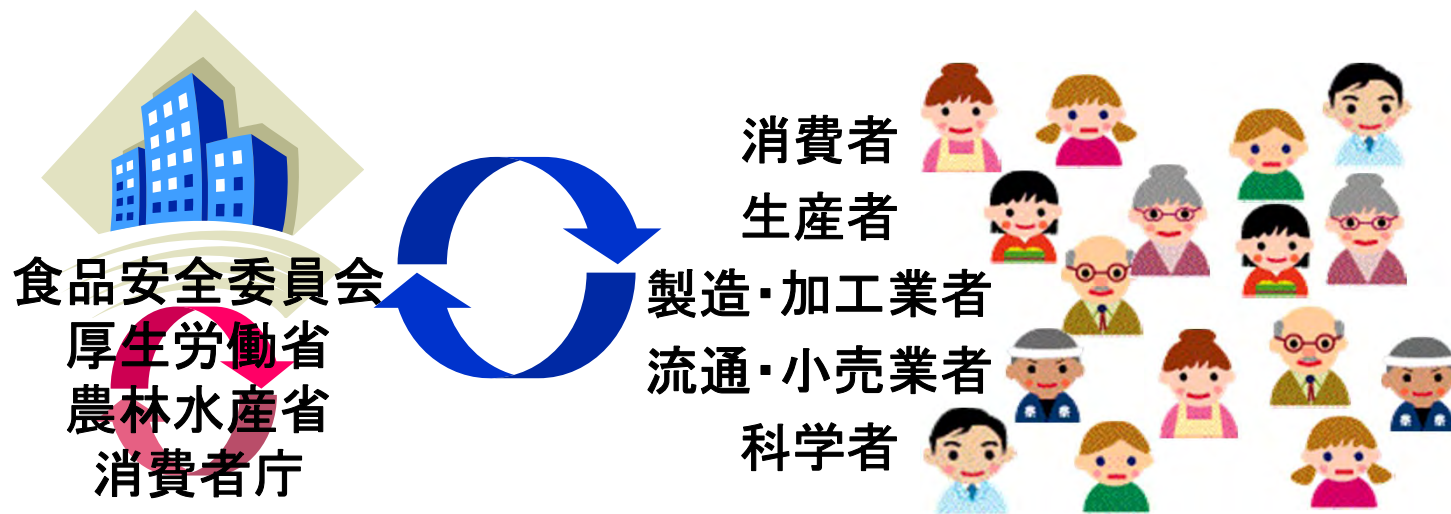 食品安全委員会
厚生労働省
農林水産省
消費者庁
消費者
生産者
製造・加工業者
流通・小売業者
科学者